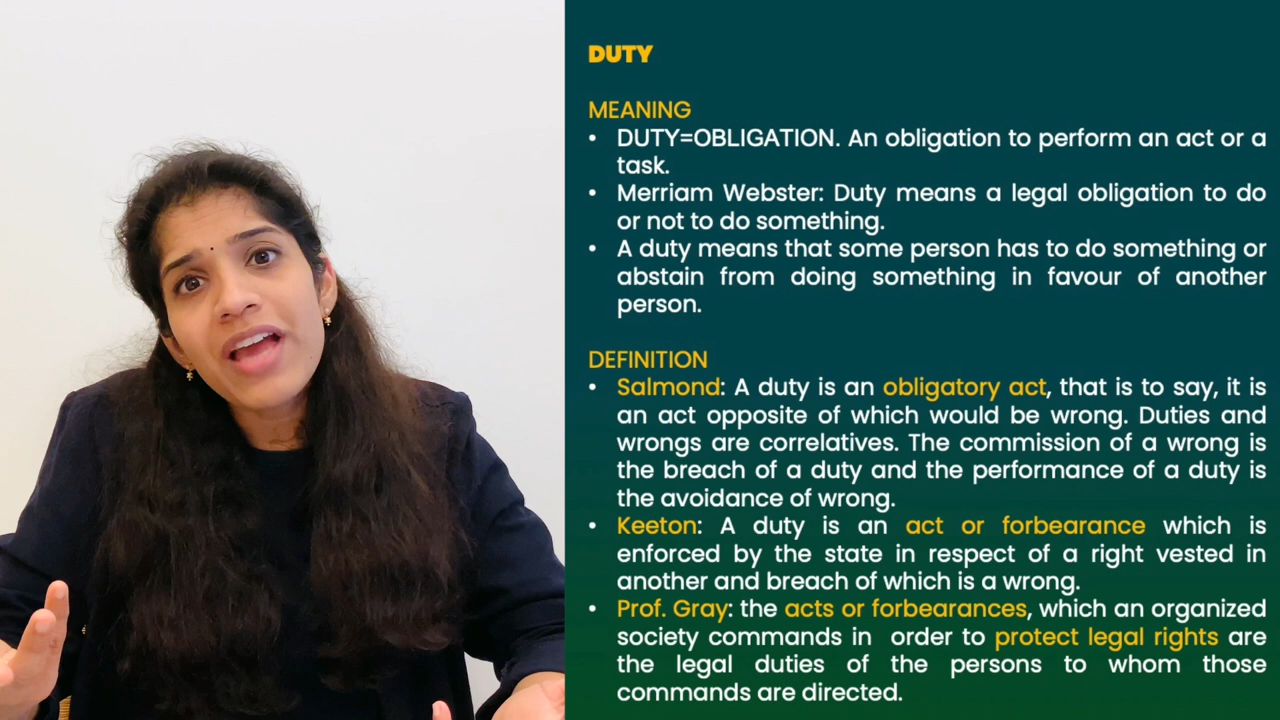 DUTY
MEANING
• DUTY=OBLIGATION. An obligation to perform an act or a
task.
• Merriam Webster: Duty means a legal obligation to do
or not to do something.
• A duty means that some person has to do something or
abstain from doing something in favour of another
person.
DEFINITION
• Salmond: A duty is an obligatory act, that is to say, it is
an act opposite of which would be wrong. Duties and
wrongs are correlatives. The commission of a wrong is
the breach of a duty and the performance of a duty is
the avoidance of wrong.
• Keeton: A duty is an act or forbearance which is
enforced by the state in respect of a right vested in
another and breach of which is a wrong.
• Prof. Gray: the acts or forbearances, which an organized
society commands in order to protect legal rights are
the legal duties of the persons to whom those
commands are directed.